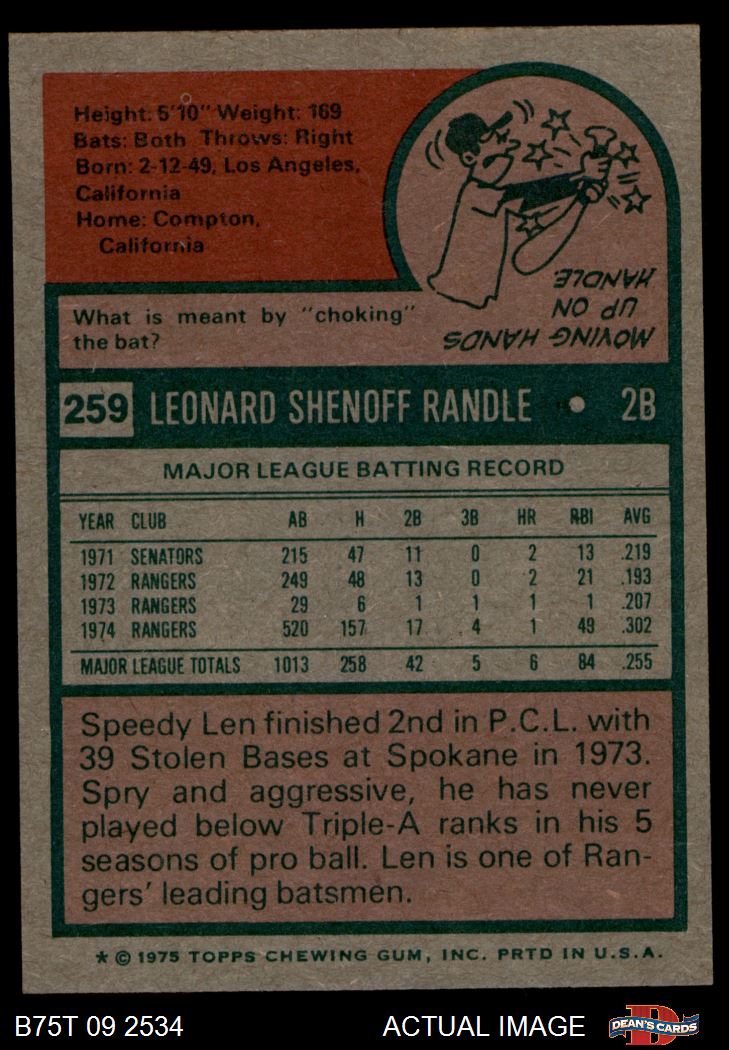 Height: 5'10" Weight: 169
Bats: Both Throws: Right
Born: 2-12-49, Los Angeles,
California
Home: Compton,
California
What is meant by "choking"
the bat?
MOVING HANDS
UP ON
HANDLE
259 LEONARD SHENOFF RANDLE • 2B
MAJOR LEAGUE BATTING RECORD
YEAR CLUB AB H 2B 3B HR RBI AVG
1971 SENATORS 215 47 11 0 2 13 .219
1972 RANGERS 249 48 13 0 2 21 .193
1973 RANGERS 29 6 1 1 1 1 .207
1974 RANGERS 520 157 17 4 1 49 .302
MAJOR LEAGUE TOTALS 1013 258 42 5 6 84 .255
Speedy Len finished 2nd in P.C.L. with
39 Stolen Bases at Spokane in 1973.
Spry and aggressive, he has never
played below Triple-A ranks in his 5
seasons of pro ball. Len is one of Ran-
gers' leading batsmen.
* © 1975 TOPPS CHEWING GUM, INC. PRTD IN U.S.A.
B75T 09 2534 ACTUAL IMAGE DEAN'S CARDS